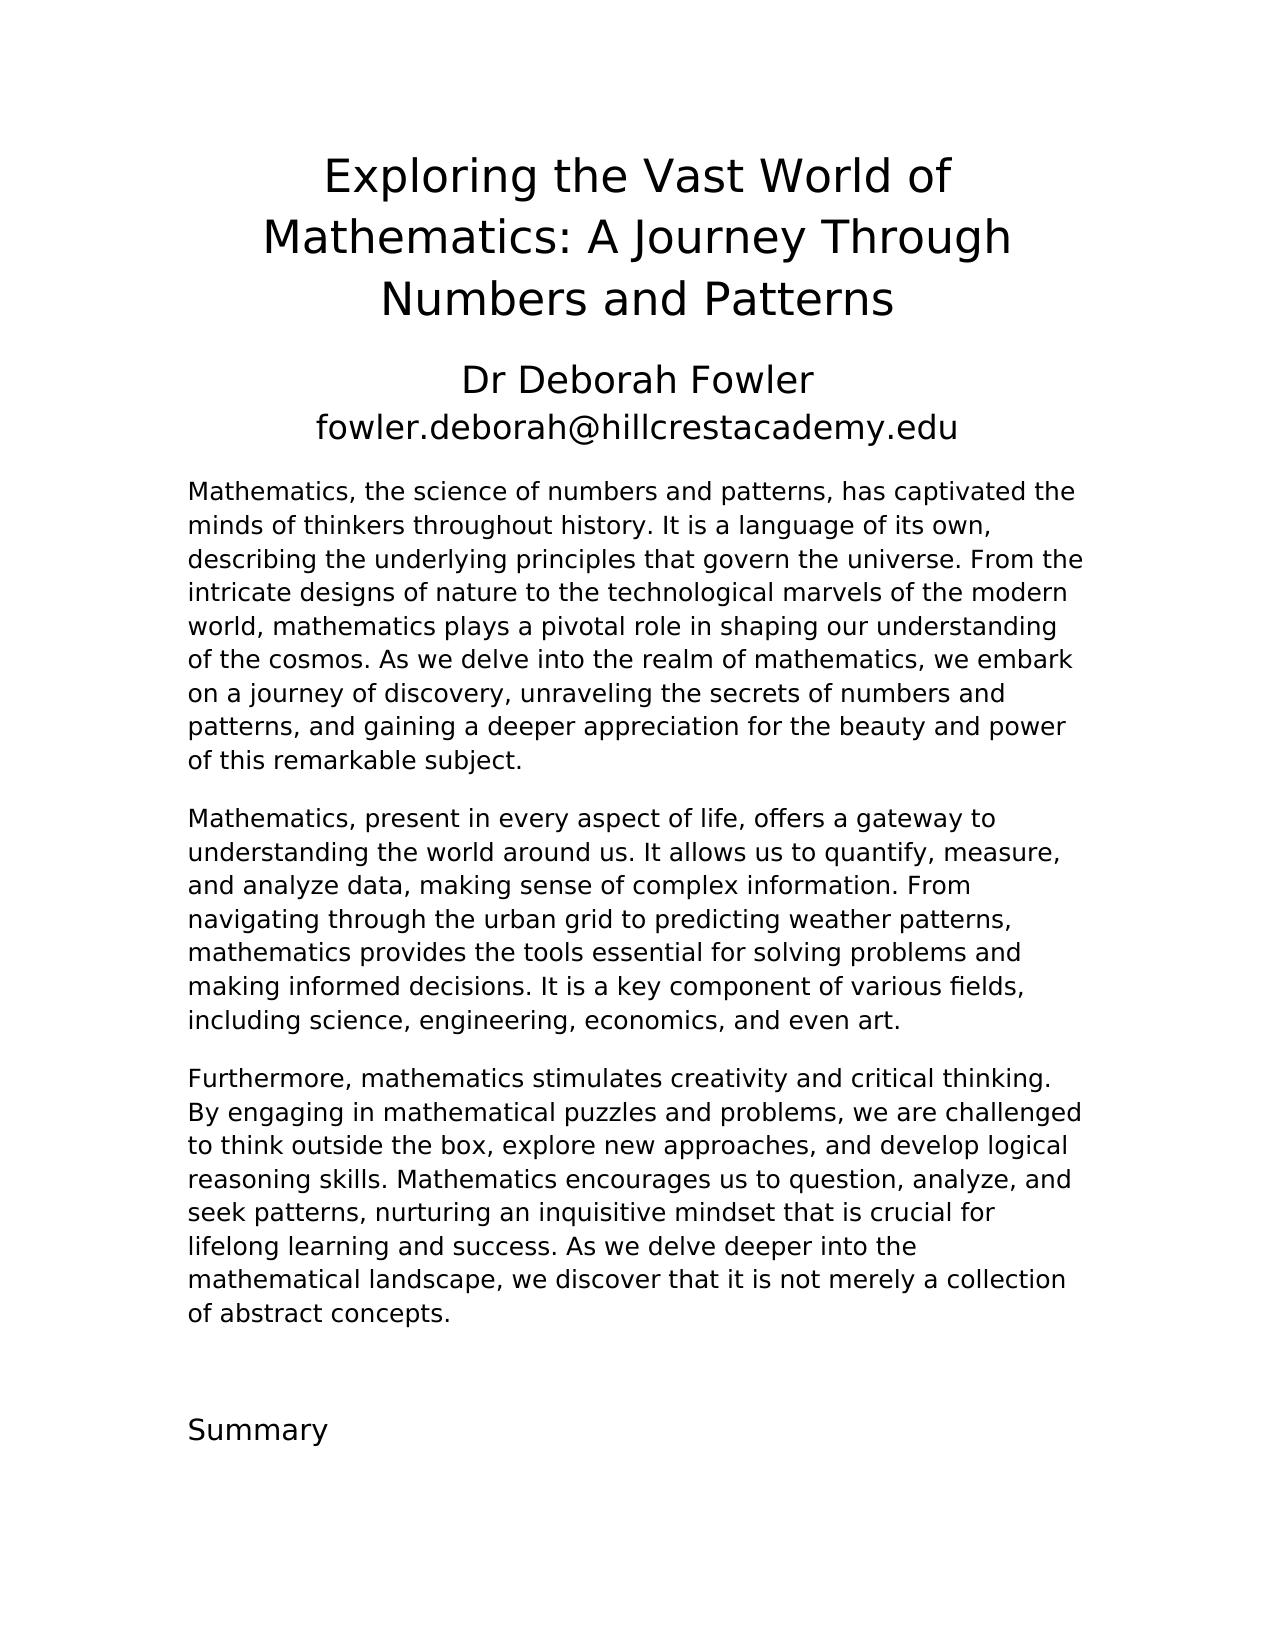 Exploring the Vast World of
Mathematics: A Journey Through
Numbers and Patterns
Dr Deborah Fowler
fowler.deborah@hillcrestacademy.edu
Mathematics, the science of numbers and patterns, has captivated the
minds of thinkers throughout history. It is a language of its own,
describing the underlying principles that govern the universe. From the
intricate designs of nature to the technological marvels of the modern
world, mathematics plays a pivotal role in shaping our understanding
of the cosmos. As we delve into the realm of mathematics, we embark
on a journey of discovery, unraveling the secrets of numbers and
patterns, and gaining a deeper appreciation for the beauty and power
of this remarkable subject.
Mathematics, present in every aspect of life, offers a gateway to
understanding the world around us. It allows us to quantify, measure,
and analyze data, making sense of complex information. From
navigating through the urban grid to predicting weather patterns,
mathematics provides the tools essential for solving problems and
making informed decisions. It is a key component of various fields,
including science, engineering, economics, and even art.
Furthermore, mathematics stimulates creativity and critical thinking.
By engaging in mathematical puzzles and problems, we are challenged
to think outside the box, explore new approaches, and develop logical
reasoning skills. Mathematics encourages us to question, analyze, and
seek patterns, nurturing an inquisitive mindset that is crucial for
lifelong learning and success. As we delve deeper into the
mathematical landscape, we discover that it is not merely a collection
of abstract concepts.
Summary